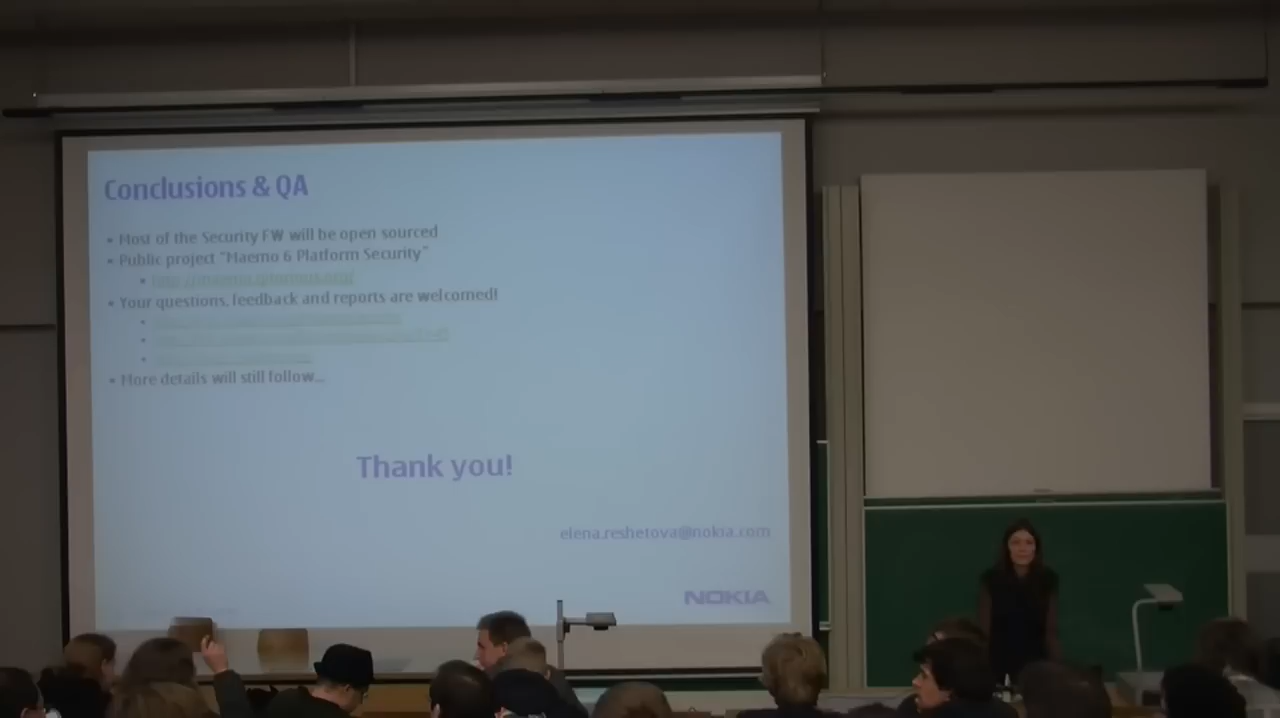 Conclusions & QA
• Most of the Security FW will be open sourced
• Public project "Maemo 6 Platform Security"
• Your questions, feedback and reports are welcomed!
• More details will still follow...
Thank you!
elena.reshetova@nokia.com
NOKIA